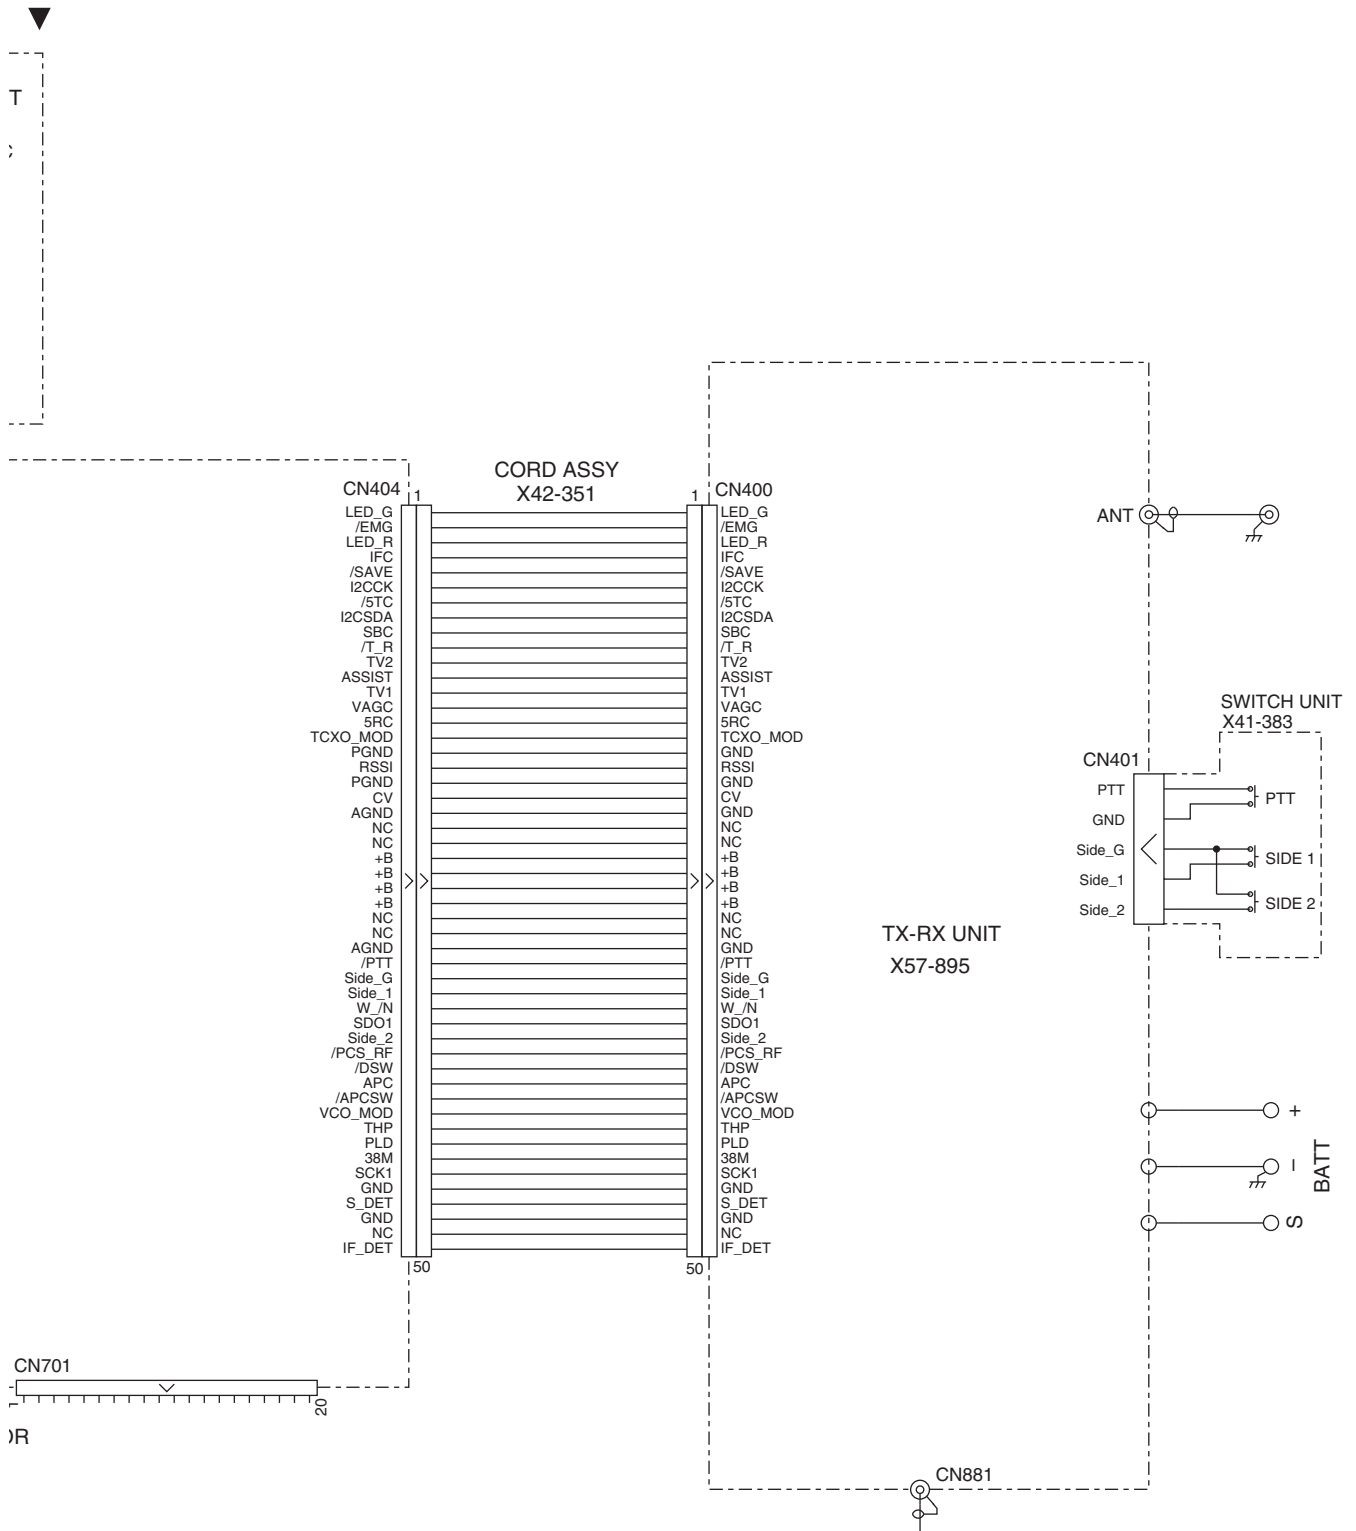 T
CORD ASSY
X42-351
CN404
1
1
CN400
LED_G
/EMG
LED_R
IFC
/SAVE
I2CCK
/5TC
I2CSDA
SBC
/T_R
TV2
ASSIST
TV1
VAGC
5RC
TCXO_MOD
PGND
RSSI
PGND
CV
AGND
NC
NC
+B
+B
+B
+B
NC
NC
AGND
/PTT
Side_G
Side_1
W_/N
SDO1
Side_2
/PCS_RF
/DSW
APC
/APCSW
VCO_MOD
THP
PLD
38M
SCK1
GND
S_DET
GND
NC
IF_DET
50
LED_G
/EMG
LED_R
IFC
/SAVE
I2CCK
/5TC
I2CSDA
SBC
/T_R
TV2
ASSIST
TV1
VAGC
5RC
TCXO_MOD
GND
RSSI
GND
CV
GND
NC
NC
+B
+B
+B
+B
NC
NC
GND
/PTT
Side_G
Side_1
W_/N
SDO1
Side_2
/PCS_RF
/DSW
APC
/APCSW
VCO_MOD
THP
PLD
38M
SCK1
GND
S_DET
GND
NC
IF_DET
50
TX-RX UNIT
X57-895
ANT
SWITCH UNIT
X41-383
CN401
PTT
GND
Side_G
Side_1
Side_2
PTT
SIDE 1
SIDE 2
+
–
S
BATT
CN701
20
R
CN881